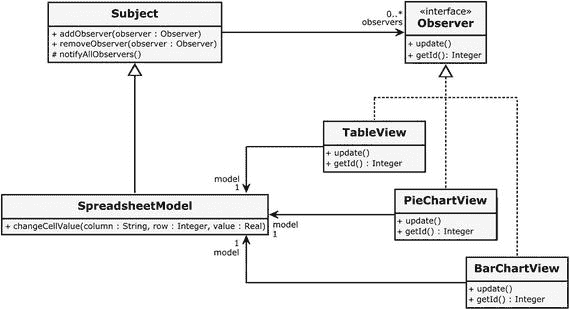 Subject
+ addObserver(observer : Observer)
+ removeObserver(observer : Observer)
# notifyAllObservers()
0..*
observers
«interface»
Observer
+ update()
+ getId(): Integer
TableView
+ update()
+ getId() : Integer
model
1
SpreadsheetModel
+ changeCellValue(column : String, row : Integer, value : Real)
PieChartView
+ update()
+ getId() : Integer
model
1
1
model
BarChartView
+ update()
+ getId() : Integer